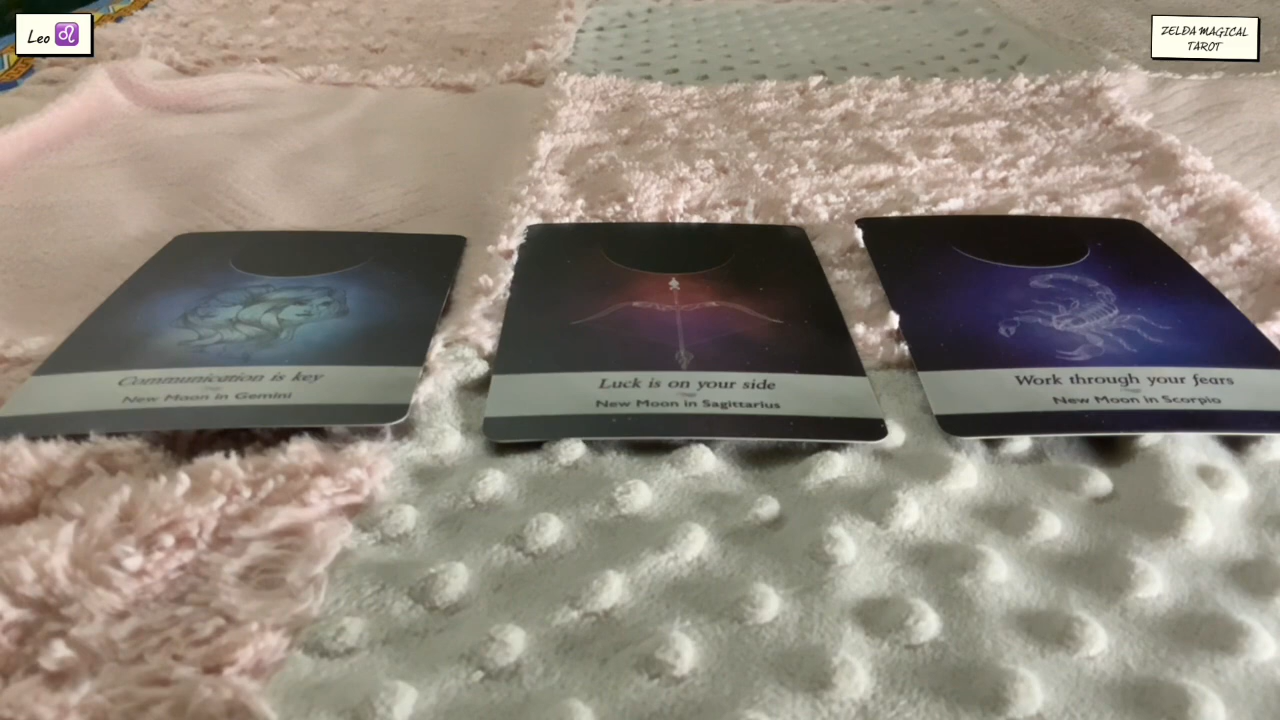 Leo ♌
ZELDA MAGICAL
TAROT
Communication is key
New Moon in Gemini
Luck is on your side
New Moon in Sagittarius
Work through your fears
New Moon in Scorpio